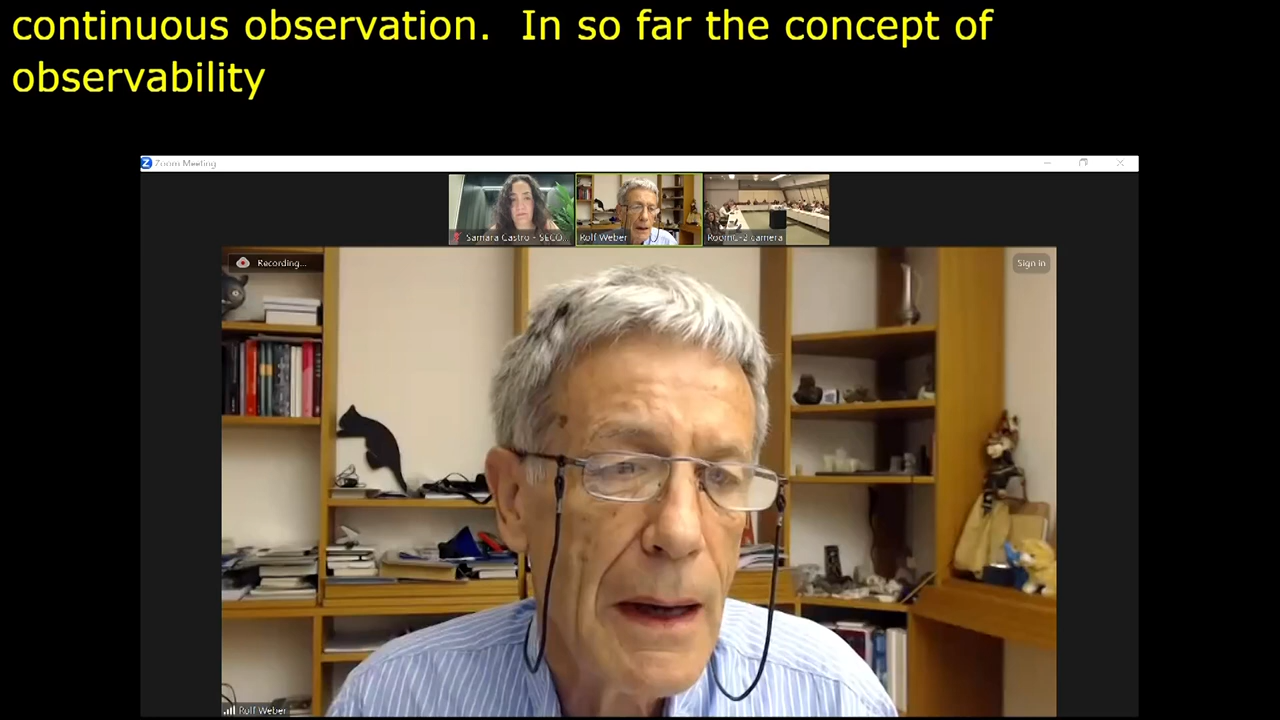 continuous observation.  In so far the concept of
observability
Zoom Meeting
Samara Castro - SECO...
Rolf Weber
RoomC-2 camera
Recording...
Sign in
Rolf Weber